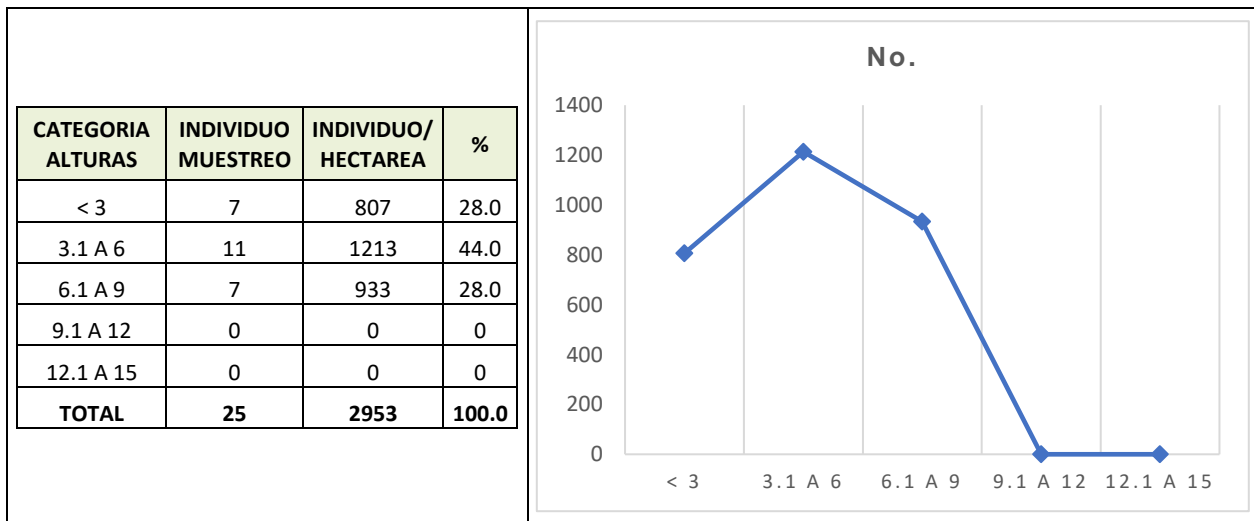 CATEGORIA ALTURAS INDIVIDUO MUESTREO INDIVIDUO/ HECTAREA %
< 3 7 807 28.0
3.1 A 6 11 1213 44.0
6.1 A 9 7 933 28.0
9.1 A 12 0 0 0
12.1 A 15 0 0 0
TOTAL 25 2953 100.0
No.
1400
1200
1000
800
600
400
200
0
< 3 3.1 A 6 6.1 A 9 9.1 A 12 12.1 A 15